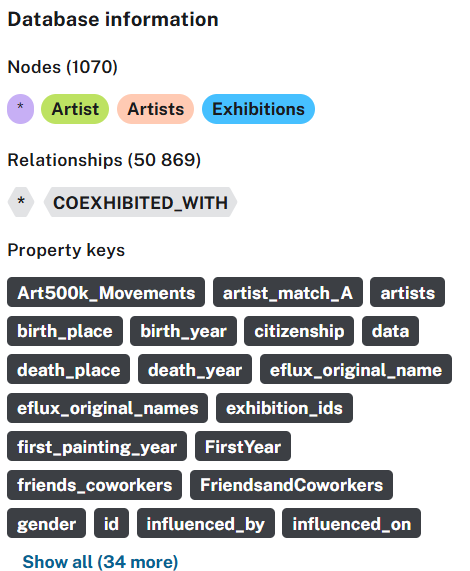 Database information
Nodes (1070)
* Artist Artists Exhibitions
Relationships (50 869)
* COEXHIBITED_WITH
Property keys
Art500k_Movements artist_match_A artists
birth_place birth_year citizenship data
death_place death_year eflux_original_name
eflux_original_names exhibition_ids
first_painting_year FirstYear
friends_coworkers FriendsandCoworkers
gender id influenced_by influenced_on
Show all (34 more)